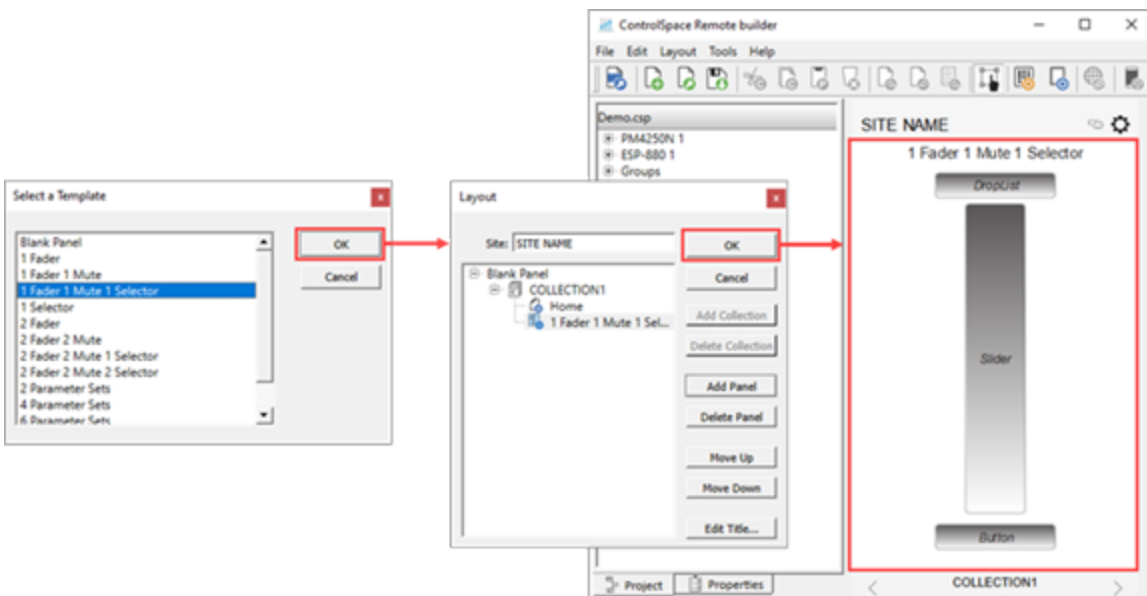 Select a Template
Blank Panel
1 Fader
1 Fader 1 Mute
1 Fader 1 Mute 1 Selector
1 Selector
2 Fader
2 Fader 2 Mute
2 Fader 2 Mute 1 Selector
2 Fader 2 Mute 2 Selector
2 Parameter Sets
4 Parameter Sets
6 Parameter Sets
OK
Cancel
Layout
Site: SITE NAME
Blank Panel
COLLECTION1
Home
1 Fader 1 Mute 1 Sel...
OK
Cancel
Add Collection
Delete Collection
Add Panel
Delete Panel
Move Up
Move Down
Edit Title...
ControlSpace Remote builder
File Edit Layout Tools Help
Demo.csp
PM4250N 1
ESP-880 1
Groups
Project Properties
SITE NAME
1 Fader 1 Mute 1 Selector
DropList
Slider
Button
COLLECTION1